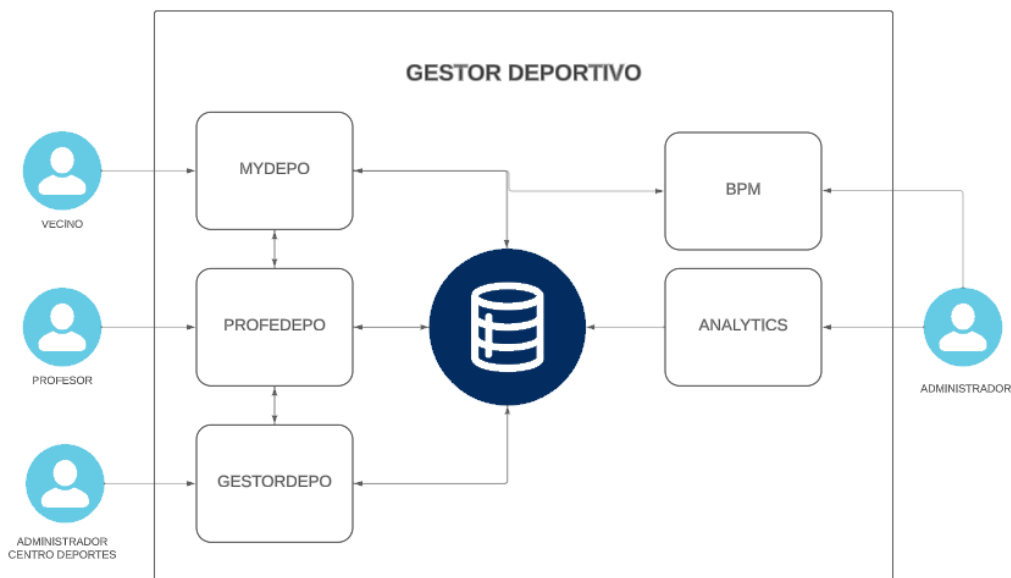 GESTOR DEPORTIVO
MYDEPO
BPM
VECINO
PROFEDEPO
ANALYTICS
PROFESOR
ADMINISTRADOR
GESTORDEPO
ADMINISTRADOR
CENTRO DEPORTES